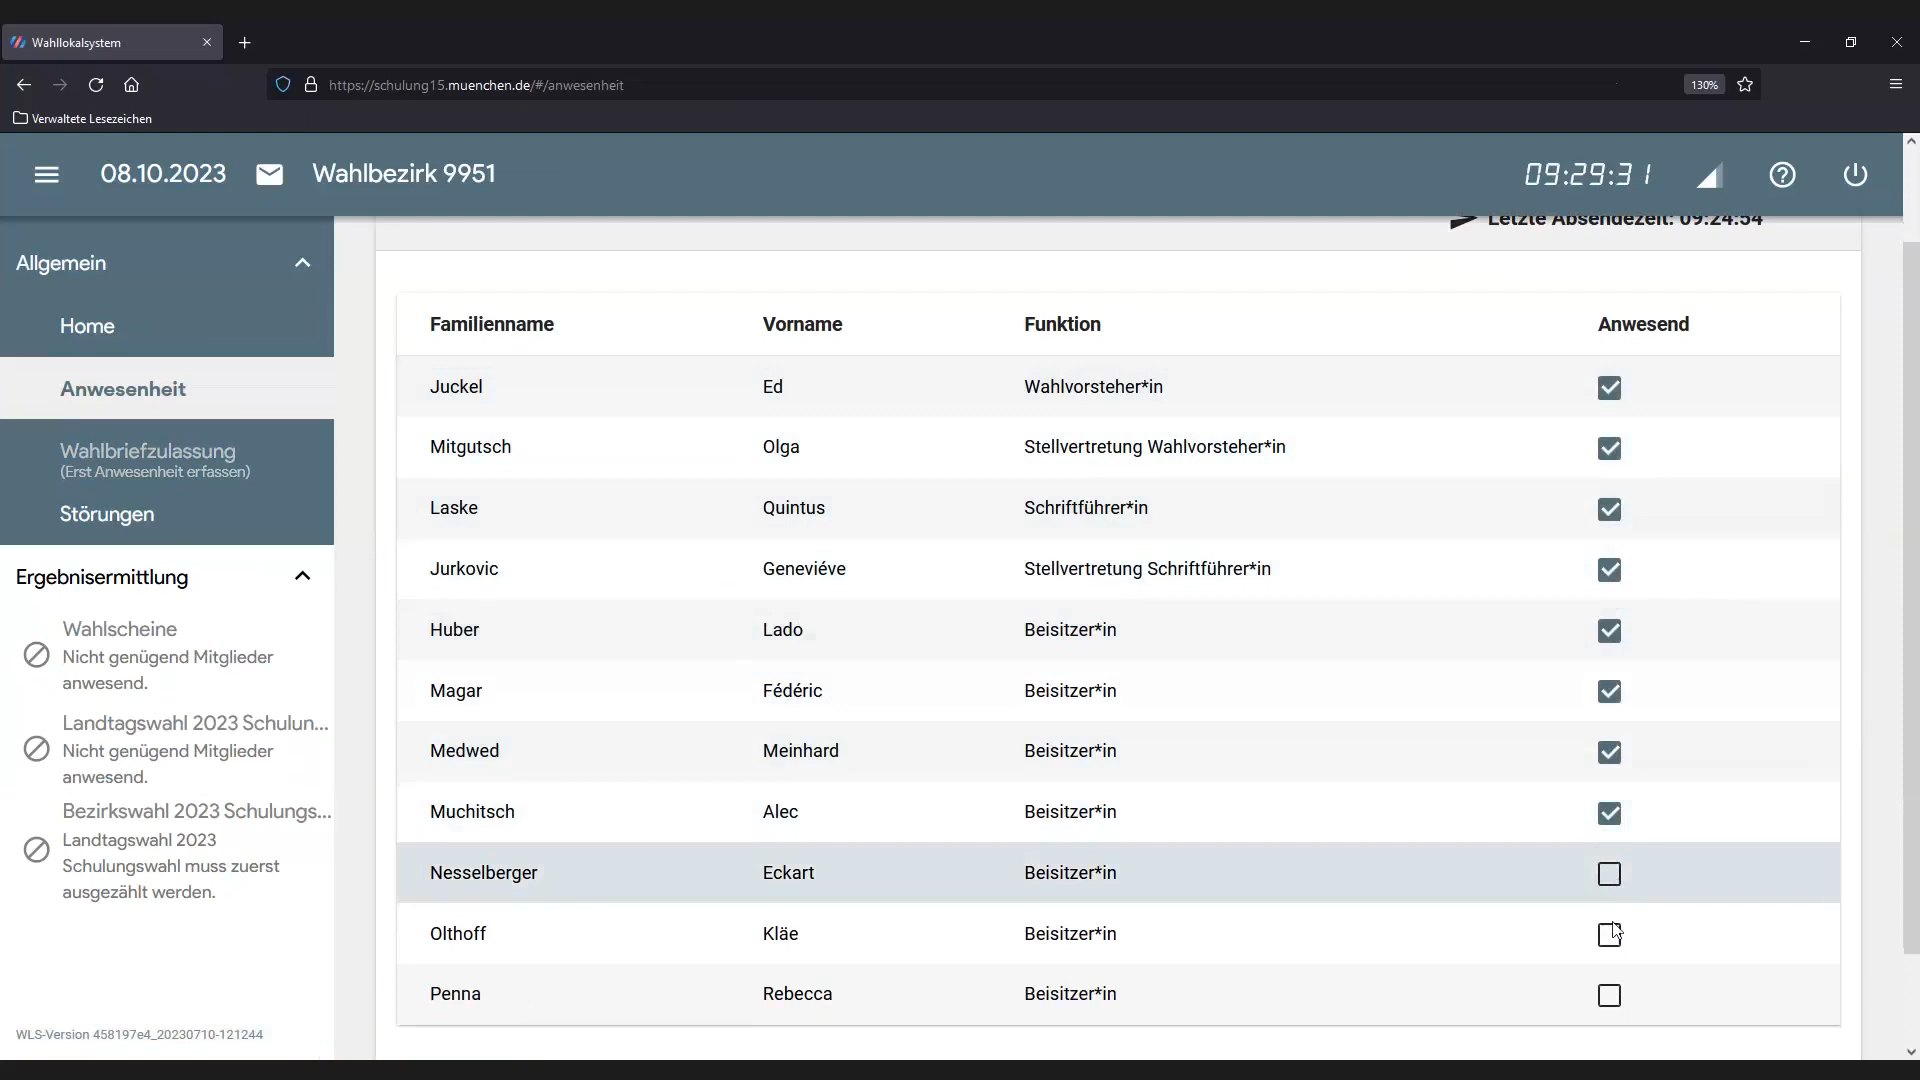 Wahllokalsystem
https://schulung15.muenchen.de/#/anwesenheit
130%
Verwaltete Lesezeichen
08.10.2023
Wahlbezirk 9951
09:29:31
Letzte Absendezeit: 09:24:54
Allgemein
Home
Anwesenheit
Wahlbriefzulassung
(Erst Anwesenheit erfassen)
Störungen
Ergebnisermittlung
Wahlscheine
Nicht genügend Mitglieder
anwesend.
Landtagswahl 2023 Schulun...
Nicht genügend Mitglieder
anwesend.
Bezirkswahl 2023 Schulungs...
Landtagswahl 2023
Schulungswahl muss zuerst
ausgezählt werden.
WLS-Version 458197e4_20230710-121244
Familienname Vorname Funktion Anwesend
Juckel Ed Wahlvorsteher*in
Mitgutsch Olga Stellvertretung Wahlvorsteher*in
Laske Quintus Schriftführer*in
Jurkovic Geneviéve Stellvertretung Schriftführer*in
Huber Lado Beisitzer*in
Magar Fédéric Beisitzer*in
Medwed Meinhard Beisitzer*in
Muchitsch Alec Beisitzer*in
Nesselberger Eckart Beisitzer*in
Olthoff Kläe Beisitzer*in
Penna Rebecca Beisitzer*in